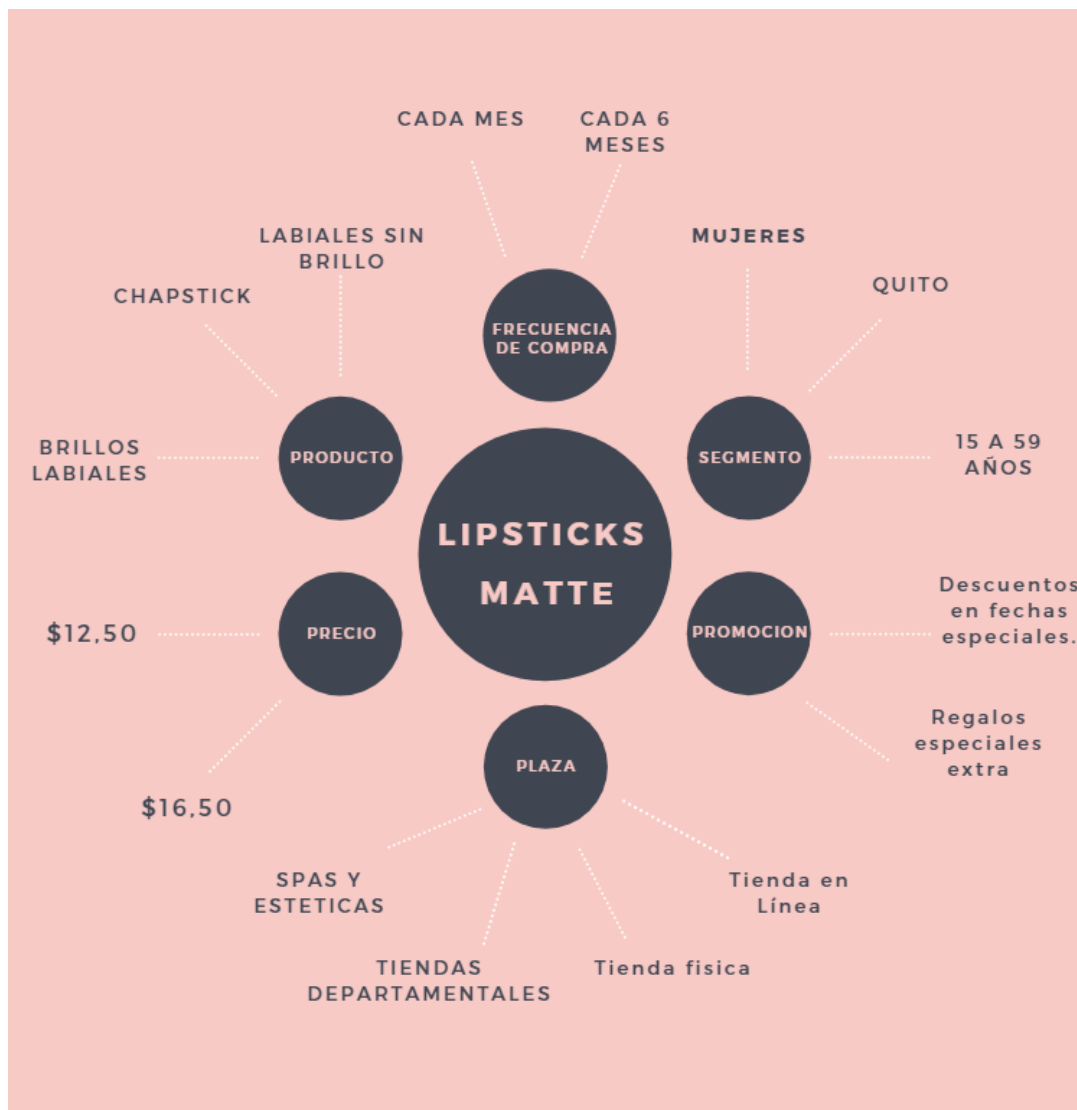 CADA MES
CADA 6
MESES
LABIALES SIN
BRILLO
MUJERES
CHAPSTICK
QUITO
FRECUENCIA
DE COMPRA
BRILLOS
LABIALES
PRODUCTO
SEGMENTO
15 A 59
AÑOS
LIPSTICKS
MATTE
$12,50
PRECIO
PROMOCION
Descuentos
en fechas
especiales.
Regalos
especiales
extra
PLAZA
$16,50
SPAS Y
ESTETICAS
Tienda en
Línea
TIENDAS
DEPARTAMENTALES
Tienda fisica